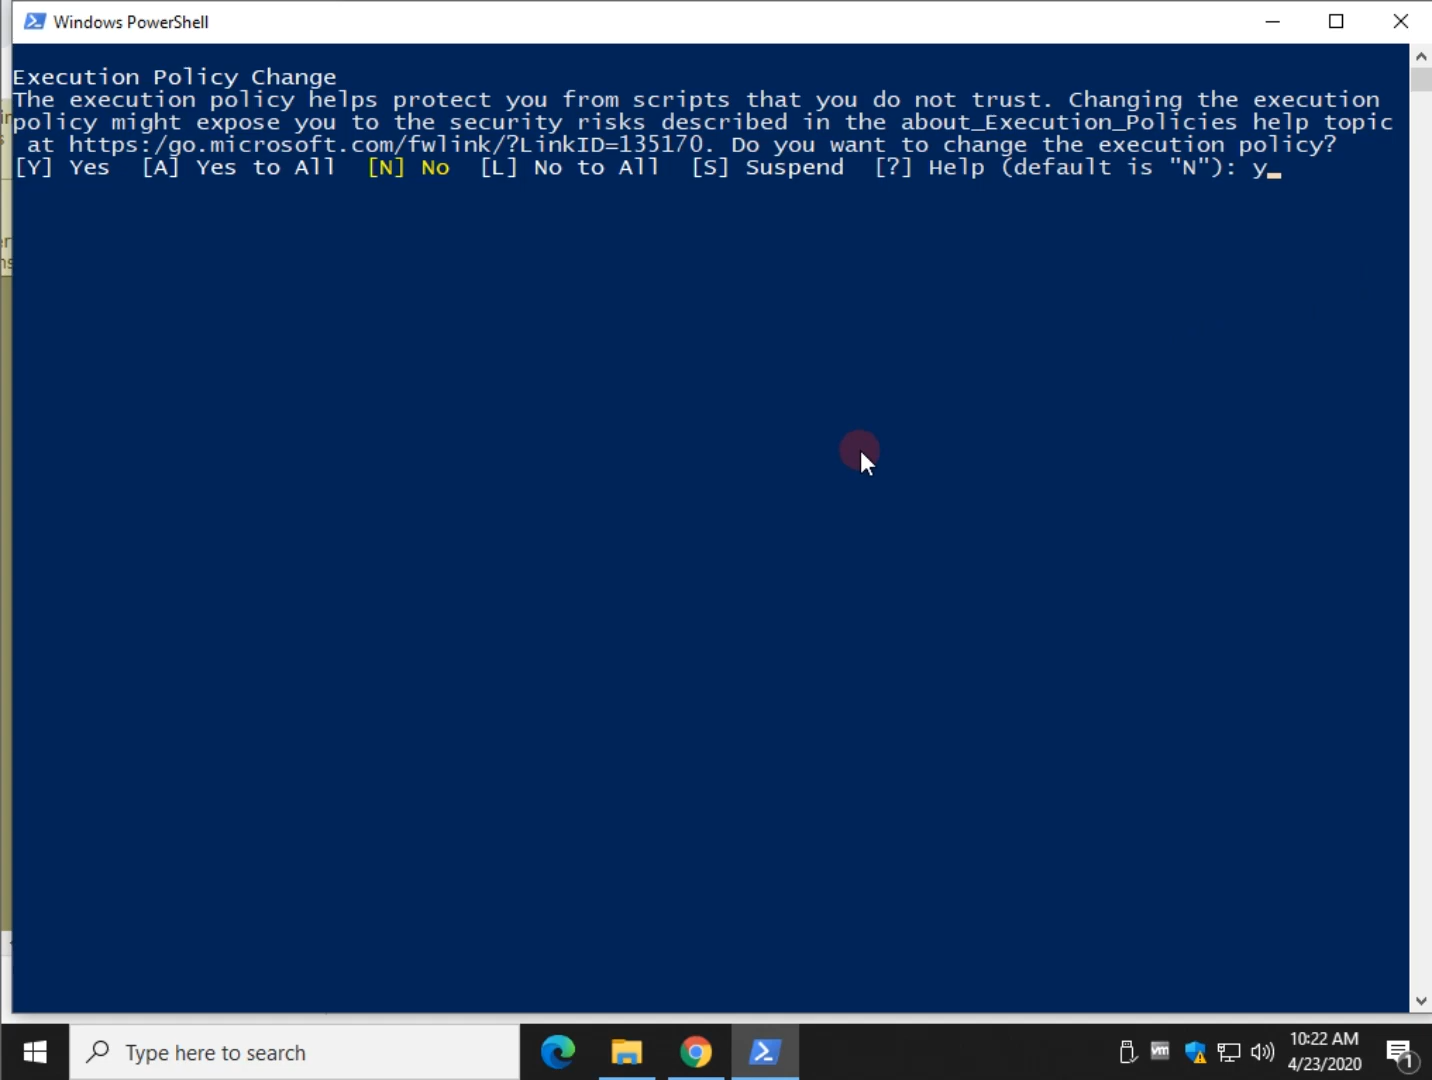 Windows PowerShell
Execution Policy Change
The execution policy helps protect you from scripts that you do not trust. Changing the execution
policy might expose you to the security risks described in the about_Execution_Policies help topic
at https:/go.microsoft.com/fwlink/?LinkID=135170. Do you want to change the execution policy?
[Y] Yes [A] Yes to All [N] No [L] No to All [S] Suspend [?] Help (default is "N"): y
Type here to search
vm
10:22 AM
4/23/2020
1